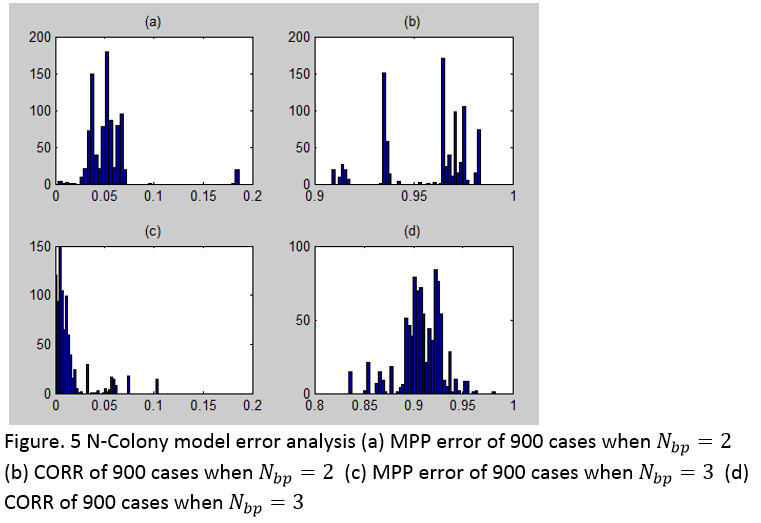 (a) (b)
200 200
150 150
100 100
50 50
0 0
0 0.05 0.1 0.15 0.2 0.9 0.95 1
(c) (d)
150 100
100
50 50
0 0
0 0.05 0.1 0.15 0.2 0.8 0.85 0.9 0.95 1
Figure. 5 N-Colony model error analysis (a) MPP error of 900 cases when N_bp = 2
(b) CORR of 900 cases when N_bp = 2 (c) MPP error of 900 cases when N_bp = 3 (d)
CORR of 900 cases when N_bp = 3